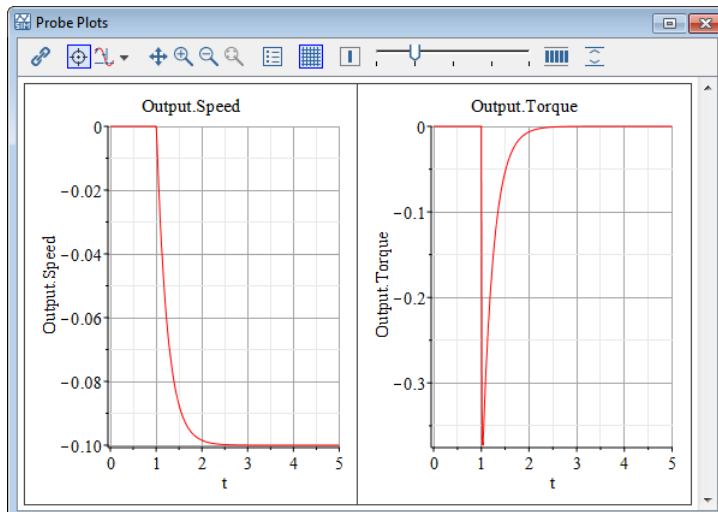 Probe Plots
SIM
Output.Speed
Output.Speed
0
−0.02
−0.04
−0.06
−0.08
−0.10
0 1 2 3 4 5
t
Output.Torque
Output.Torque
0
−0.1
−0.2
−0.3
0 1 2 3 4 5
t